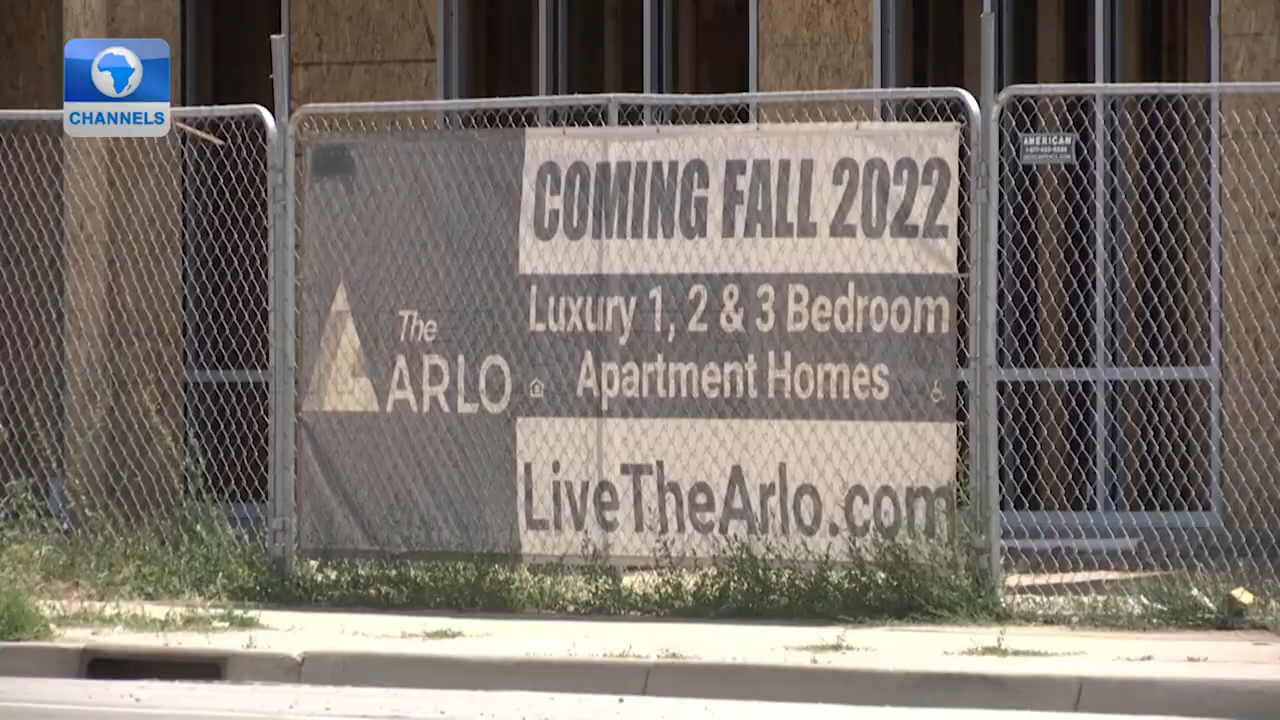 CHANNELS
AMERICAN
COMING FALL 2022
Luxury 1, 2 & 3 Bedroom
Apartment Homes
The
ARLO
LiveTheArlo.com